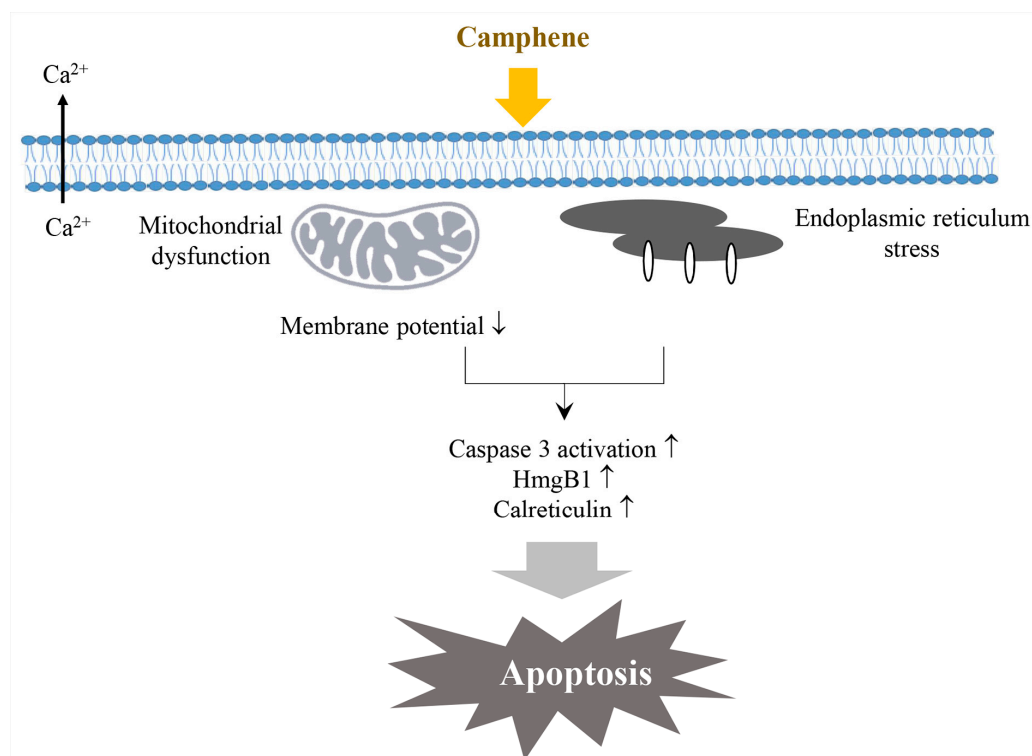 Camphene
Ca²⁺
Ca²⁺
Mitochondrial
dysfunction
Endoplasmic reticulum
stress
Membrane potential ↓
Caspase 3 activation ↑
HmgB1 ↑
Calreticulin ↑
Apoptosis